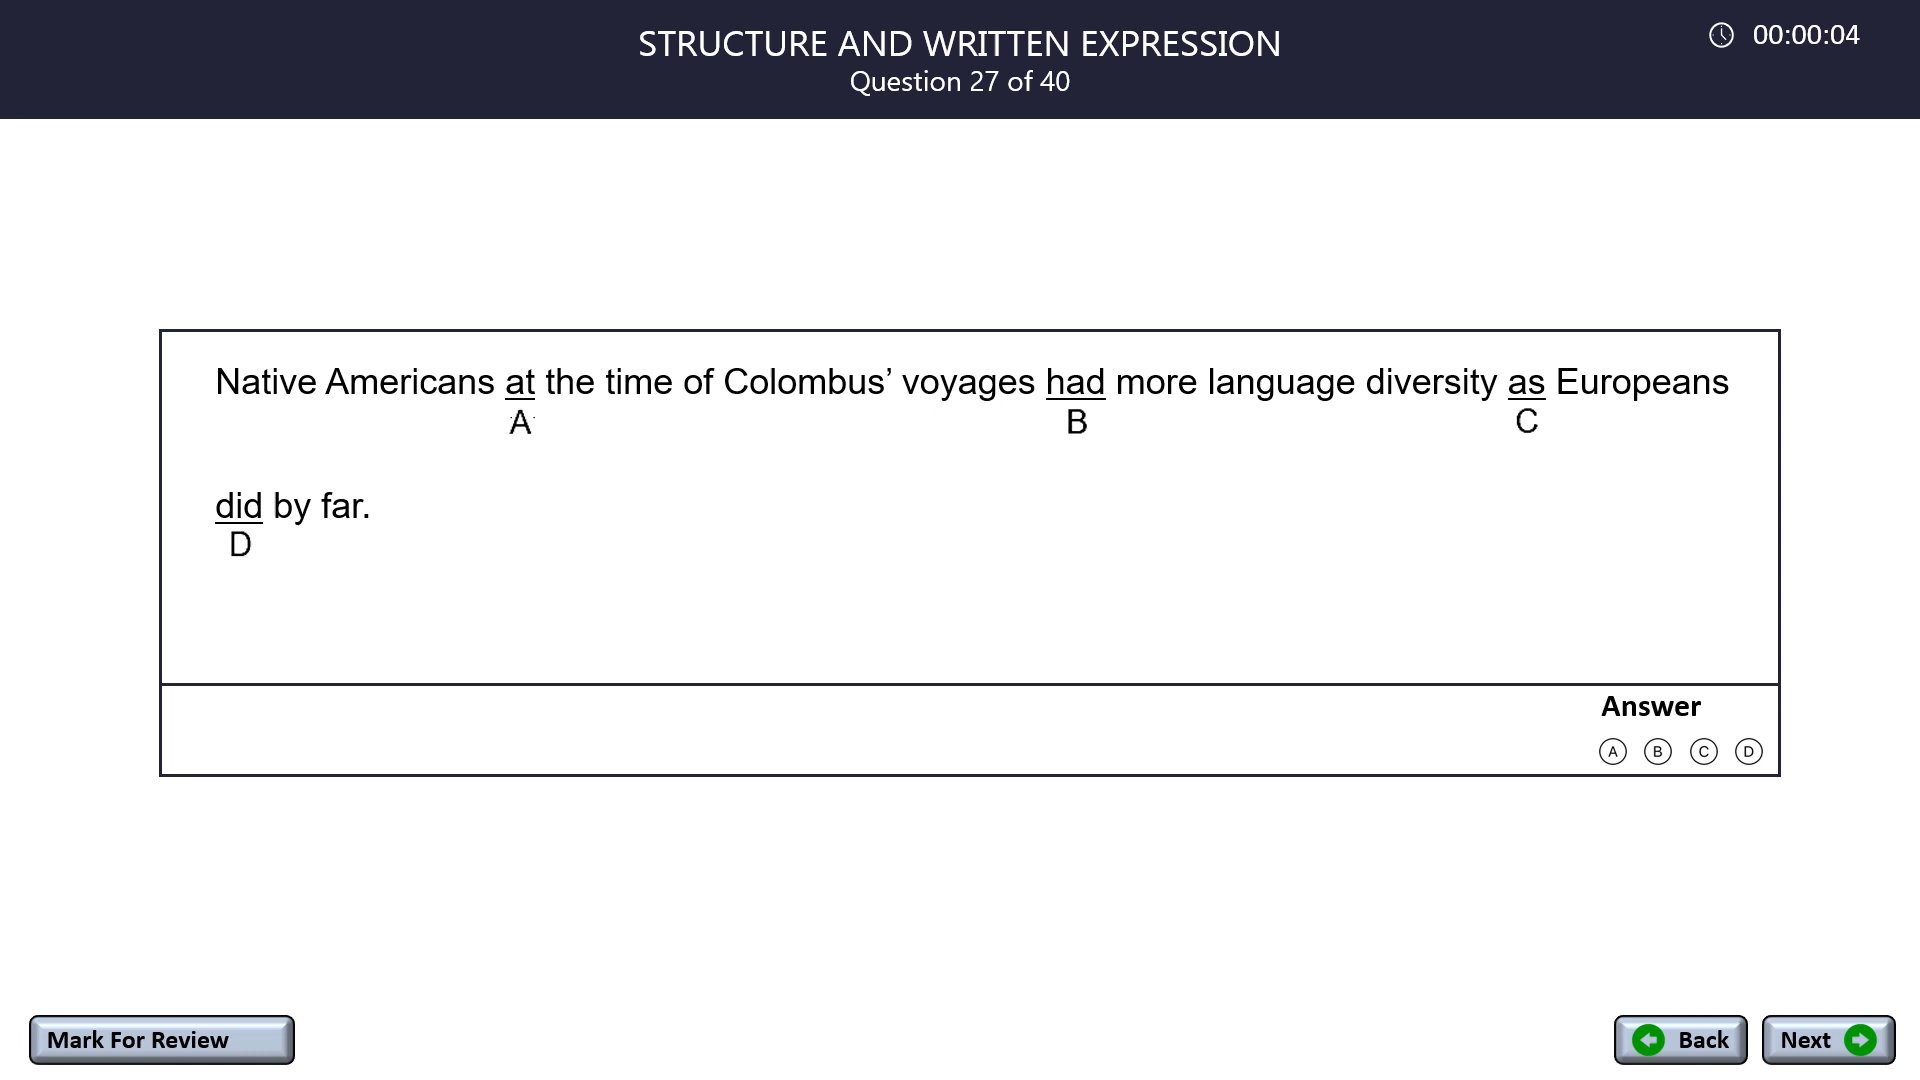 STRUCTURE AND WRITTEN EXPRESSION
00:00:04
Question 27 of 40
Native Americans at the time of Colombus’ voyages had more language diversity as Europeans
A B C
did by far.
D
Answer
A B C D
Mark For Review
Back Next